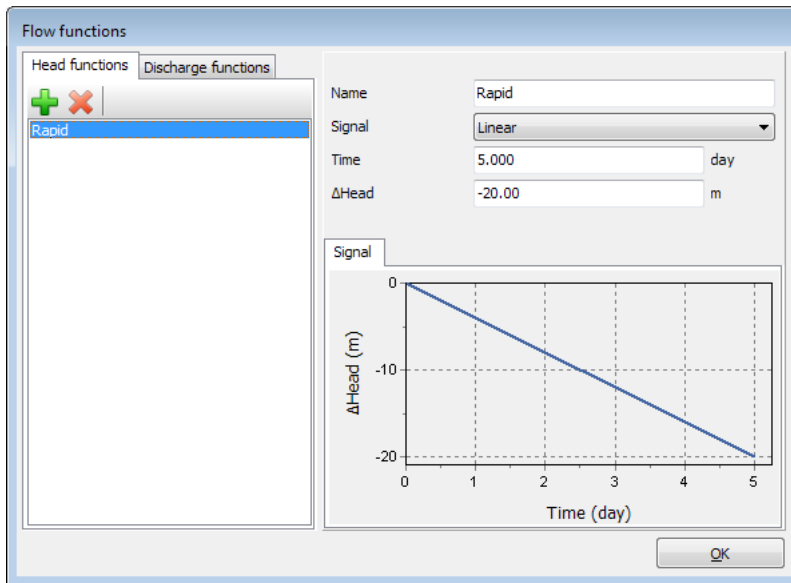 Flow functions
Head functions
Discharge functions
Rapid
Name
Rapid
Signal
Linear
Time
5.000
day
ΔHead
-20.00
m
Signal
0
-10
-20
ΔHead (m)
0
1
2
3
4
5
Time (day)
OK